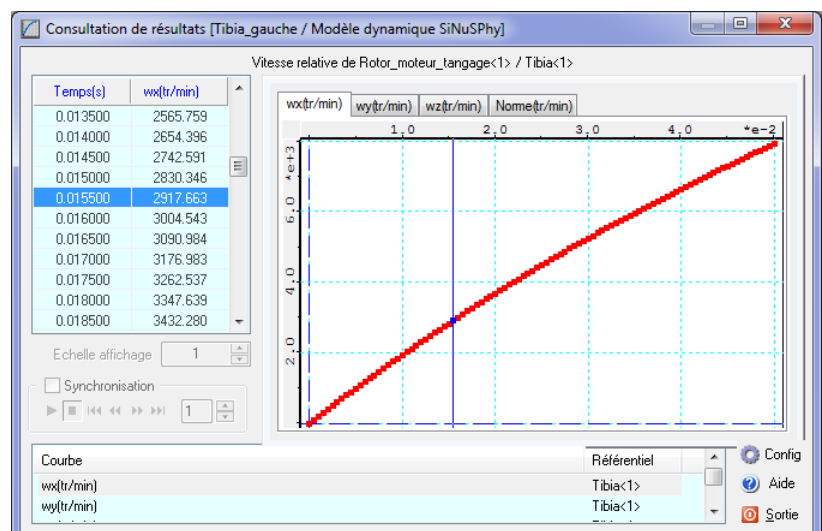 Consultation de résultats [Tibia_gauche / Modèle dynamique SiNuSPhy]
Vitesse relative de Rotor_moteur_tangage<1> / Tibia<1>
Temps(s) wx(tr/min)
0.013500 2565.759
0.014000 2654.396
0.014500 2742.591
0.015000 2830.346
0.015500 2917.663
0.016000 3004.543
0.016500 3090.984
0.017000 3176.983
0.017500 3262.537
0.018000 3347.639
0.018500 3432.280
Echelle affichage 1
Synchronisation
1
wx(tr/min) wy(tr/min) wz(tr/min) Norme(tr/min)
1,0 2,0 3,0 4,0 *e-2
*e+3
6,0
4,0
2,0
Courbe Référentiel
wx(tr/min) Tibia<1>
wy(tr/min) Tibia<1>
Config
Aide
Sortie